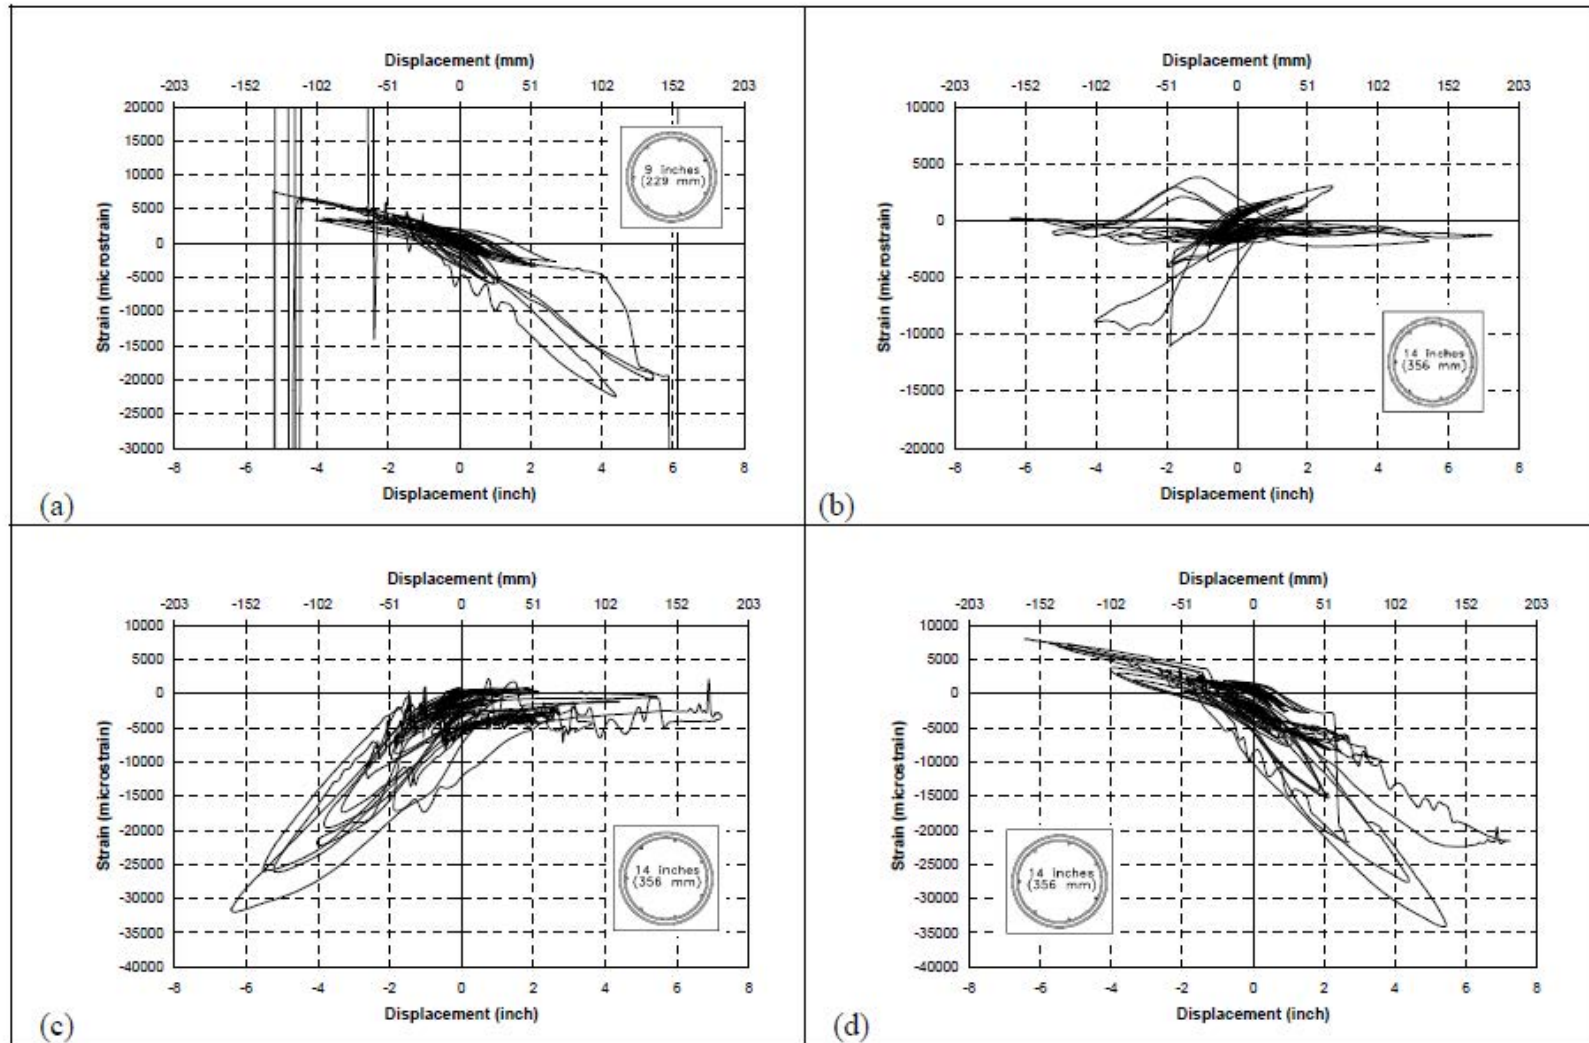 Displacement (mm)
-203 -152 -102 -51 0 51 102 152 203
20000
15000
10000
5000
0
-5000
-10000
-15000
-20000
-25000
-30000
Strain (microstrain)
9 inches
(229 mm)
-8 -6 -4 -2 0 2 4 6 8
Displacement (inch)
(a)
Displacement (mm)
-203 -152 -102 -51 0 51 102 152 203
10000
5000
0
-5000
-10000
-15000
-20000
Strain (microstrain)
14 inches
(356 mm)
-8 -6 -4 -2 0 2 4 6 8
Displacement (inch)
(b)
Displacement (mm)
-203 -152 -102 -51 0 51 102 152 203
10000
5000
0
-5000
-10000
-15000
-20000
-25000
-30000
-35000
-40000
Strain (microstrain)
14 inches
(356 mm)
-8 -6 -4 -2 0 2 4 6 8
Displacement (inch)
(c)
Displacement (mm)
-203 -152 -102 -51 0 51 102 152 203
10000
5000
0
-5000
-10000
-15000
-20000
-25000
-30000
-35000
-40000
Strain (microstrain)
14 inches
(356 mm)
-8 -6 -4 -2 0 2 4 6 8
Displacement (inch)
(d)